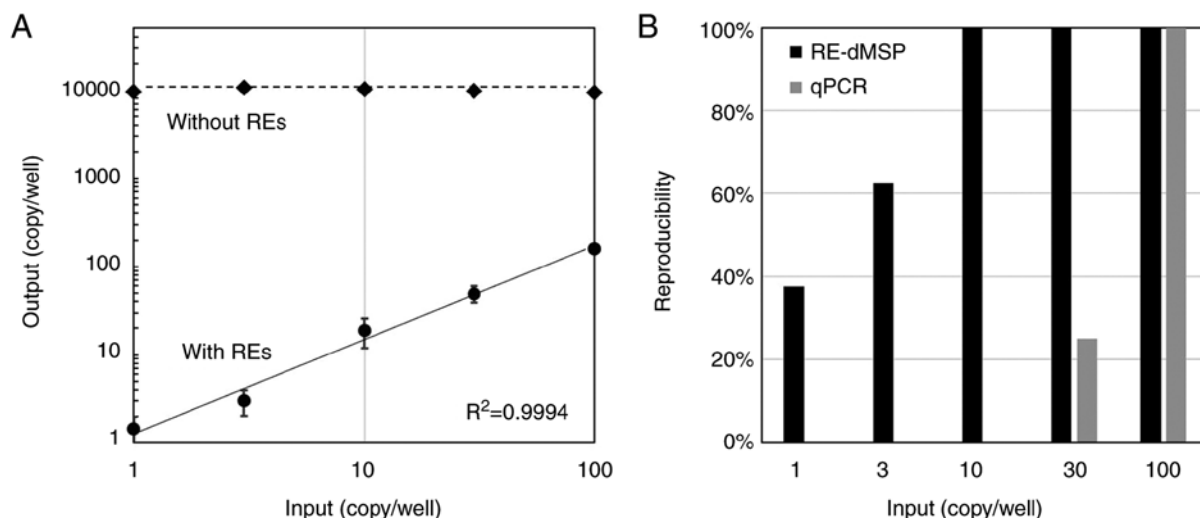 A
Output (copy/well)
10000
1000
100
10
1
Without REs
With REs
R²=0.9994
1
10
100
Input (copy/well)
B
Reproducibility
100%
80%
60%
40%
20%
0%
RE-dMSP
qPCR
1
3
10
30
100
Input (copy/well)